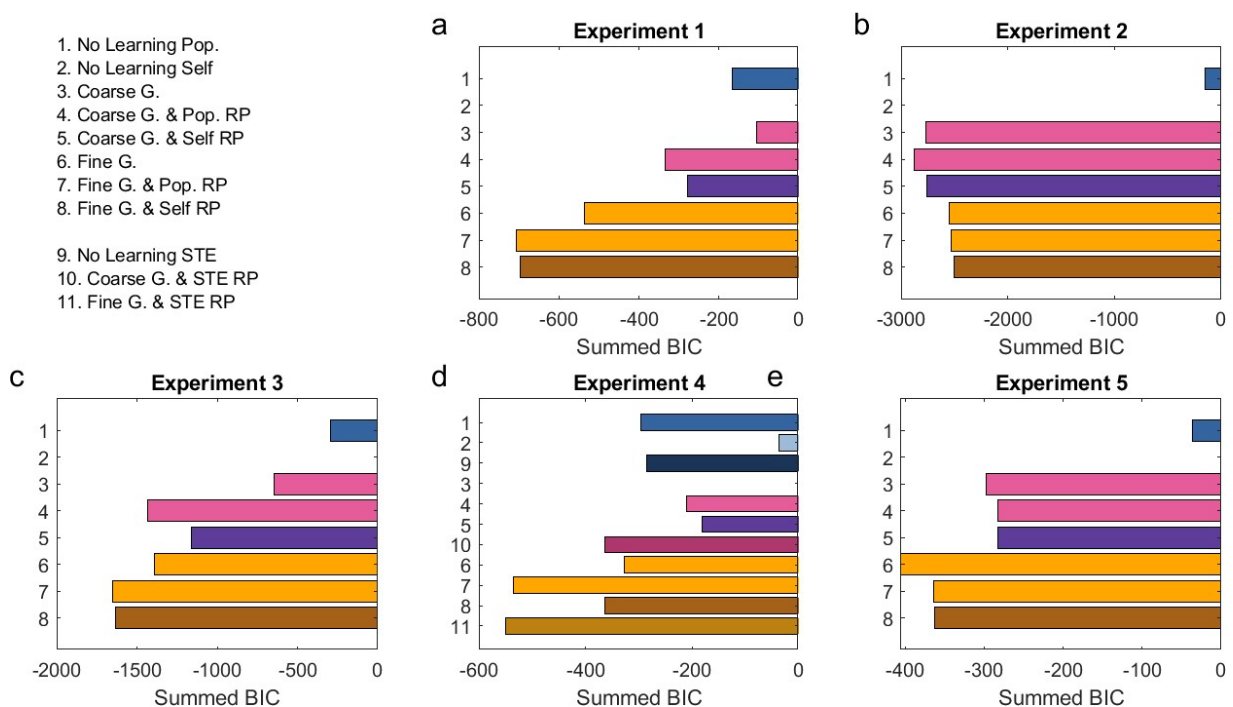 1. No Learning Pop.
2. No Learning Self
3. Coarse G.
4. Coarse G. & Pop. RP
5. Coarse G. & Self RP
6. Fine G.
7. Fine G. & Pop. RP
8. Fine G. & Self RP
9. No Learning STE
10. Coarse G. & STE RP
11. Fine G. & STE RP
a
Experiment 1
1
2
3
4
5
6
7
8
-800 -600 -400 -200 0
Summed BIC
b
Experiment 2
1
2
3
4
5
6
7
8
-3000 -2000 -1000 0
Summed BIC
c
Experiment 3
1
2
3
4
5
6
7
8
-2000 -1500 -1000 -500 0
Summed BIC
d
Experiment 4
1
2
9
3
4
5
10
6
7
8
11
-600 -400 -200 0
Summed BIC
e
Experiment 5
1
2
3
4
5
6
7
8
-400 -300 -200 -100 0
Summed BIC